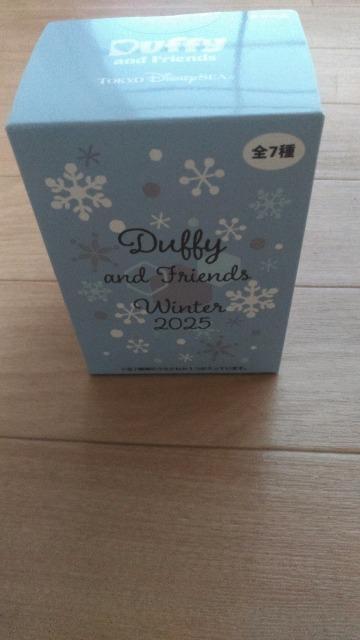 Duffy
and Friends
TOKYO DisneySEA
全7種
Duffy
and Friends
Winter
2025